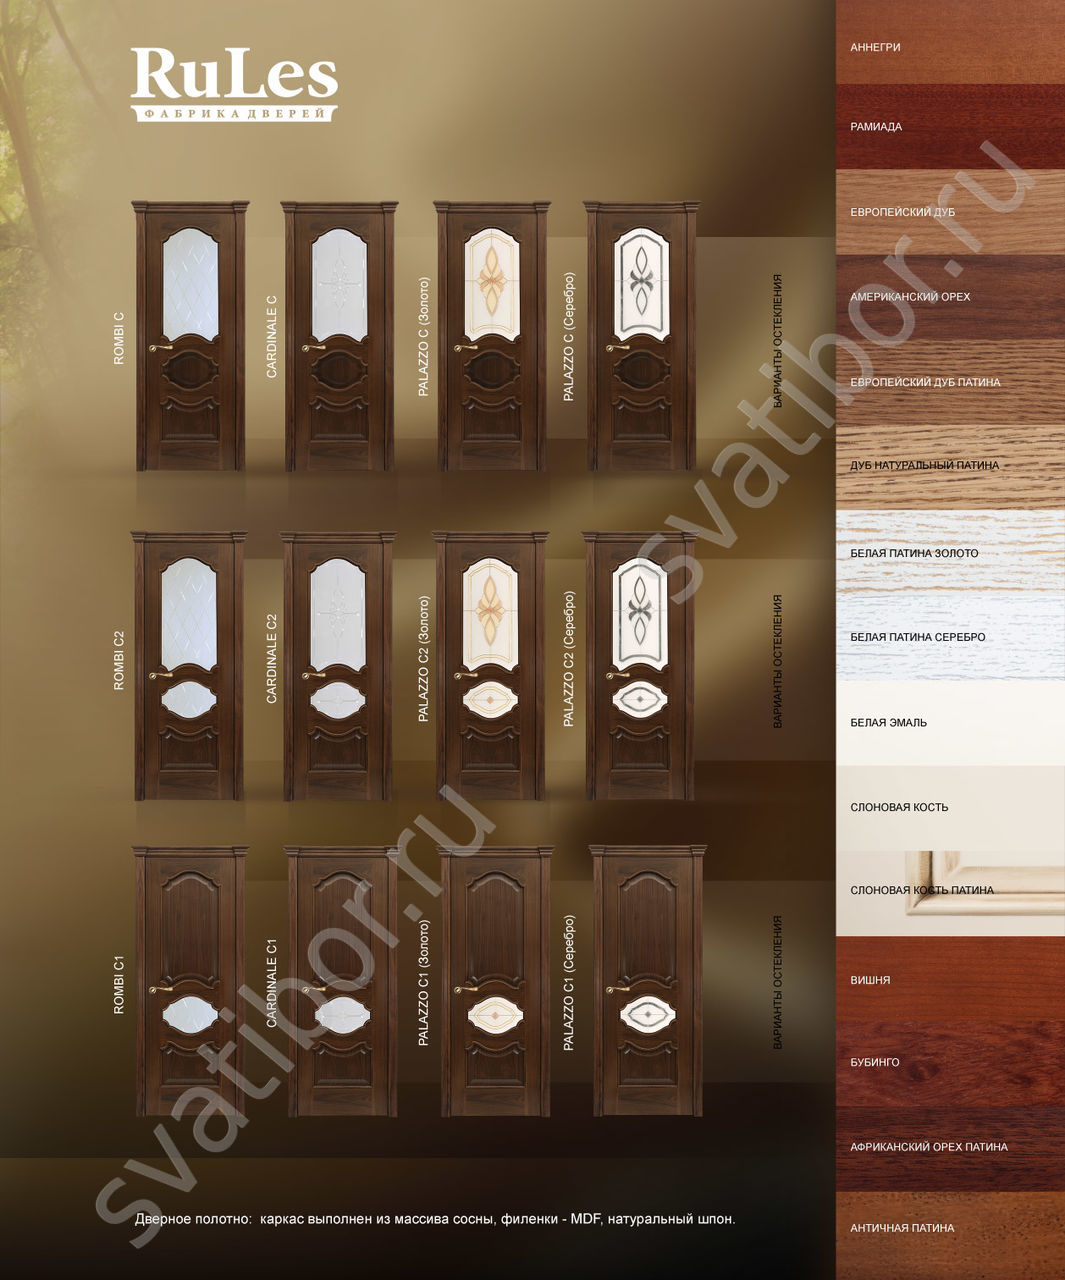 RuLes
ФАБРИКА ДВЕРЕЙ
ROMBI C
CARDINALE C
PALAZZO C (Золото)
PALAZZO C (Серебро)
ВАРИАНТЫ ОСТЕКЛЕНИЯ
ROMBI C2
CARDINALE C2
PALAZZO C2 (Золото)
PALAZZO C2 (Серебро)
ВАРИАНТЫ ОСТЕКЛЕНИЯ
ROMBI C1
CARDINALE C1
PALAZZO C1 (Золото)
PALAZZO C1 (Серебро)
ВАРИАНТЫ ОСТЕКЛЕНИЯ
Дверное полотно: каркас выполнен из массива сосны, филенки - MDF, натуральный шпон.
АННЕГРИ
РАМИАДА
ЕВРОПЕЙСКИЙ ДУБ
АМЕРИКАНСКИЙ ОРЕХ
ЕВРОПЕЙСКИЙ ДУБ ПАТИНА
ДУБ НАТУРАЛЬНЫЙ ПАТИНА
БЕЛАЯ ПАТИНА ЗОЛОТО
БЕЛАЯ ПАТИНА СЕРЕБРО
БЕЛАЯ ЭМАЛЬ
СЛОНОВАЯ КОСТЬ
СЛОНОВАЯ КОСТЬ ПАТИНА
ВИШНЯ
БУБИНГО
АФРИКАНСКИЙ ОРЕХ ПАТИНА
АНТИЧНАЯ ПАТИНА
svatibor.ru
svatibor.ru